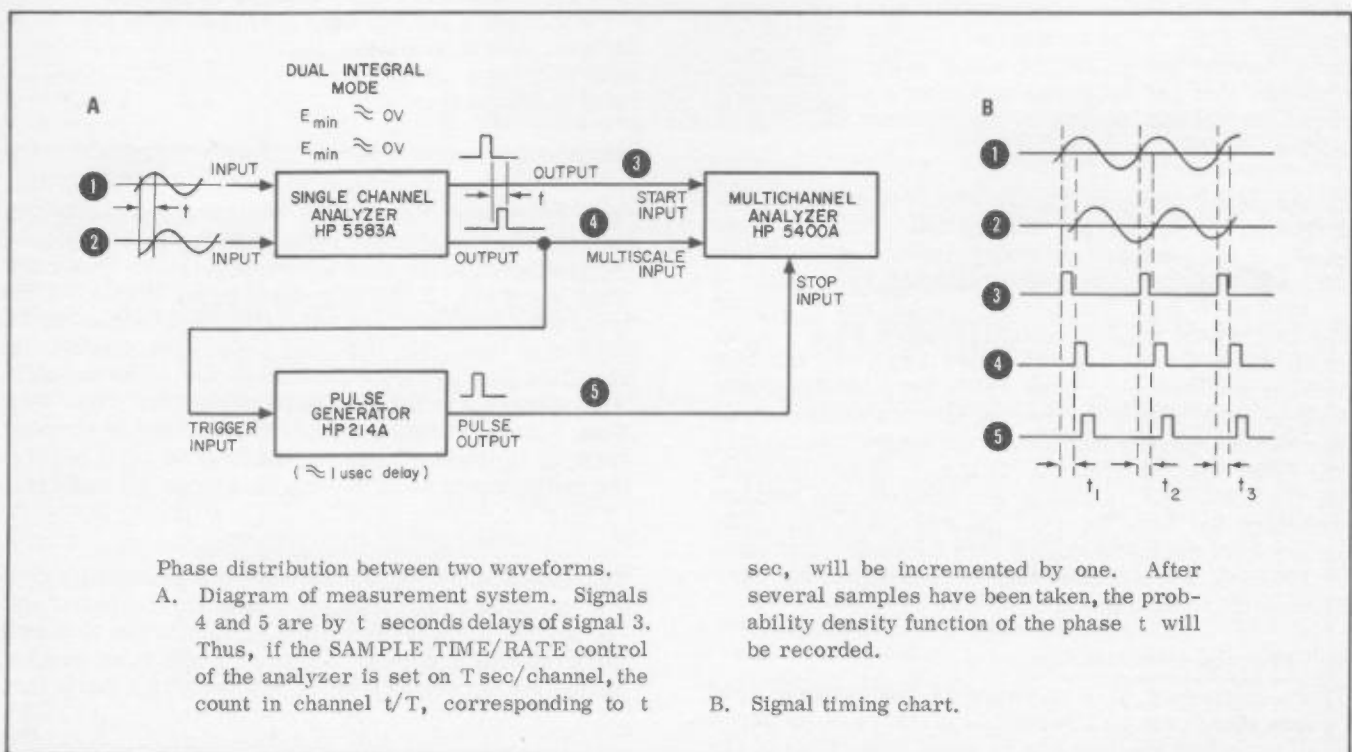 A
DUAL INTEGRAL
MODE
E min ≈ OV
E min ≈ OV
1
t
2
INPUT
INPUT
SINGLE CHANNEL
ANALYZER
HP 5583A
OUTPUT
t
OUTPUT
3
4
START
INPUT
MULTISCALE
INPUT
MULTICHANNEL
ANALYZER
HP 5400A
STOP
INPUT
TRIGGER
INPUT
PULSE
GENERATOR
HP 214A
(≈ 1 usec delay)
PULSE
OUTPUT
5
B
1
2
3
4
5
t1 t2 t3
Phase distribution between two waveforms.
A. Diagram of measurement system. Signals
4 and 5 are by t seconds delays of signal 3.
Thus, if the SAMPLE TIME/RATE control
of the analyzer is set on T sec/channel, the
count in channel t/T, corresponding to t
sec, will be incremented by one. After
several samples have been taken, the prob-
ability density function of the phase t will
be recorded.
B. Signal timing chart.